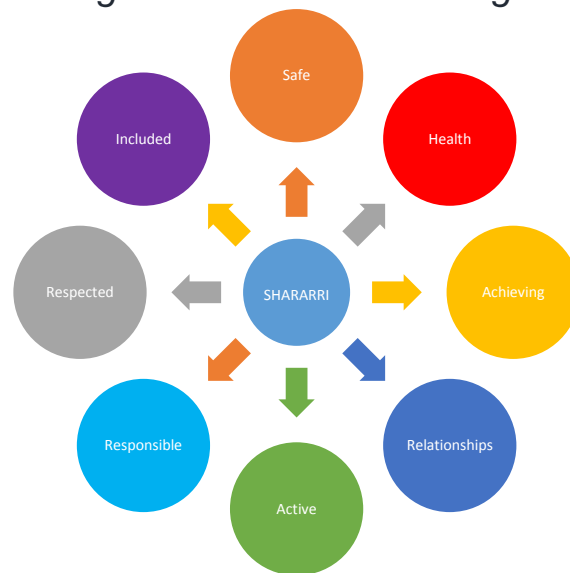 Safe
Health
Achieving
Relationships
Active
Responsible
Respected
Included
SHARARRI